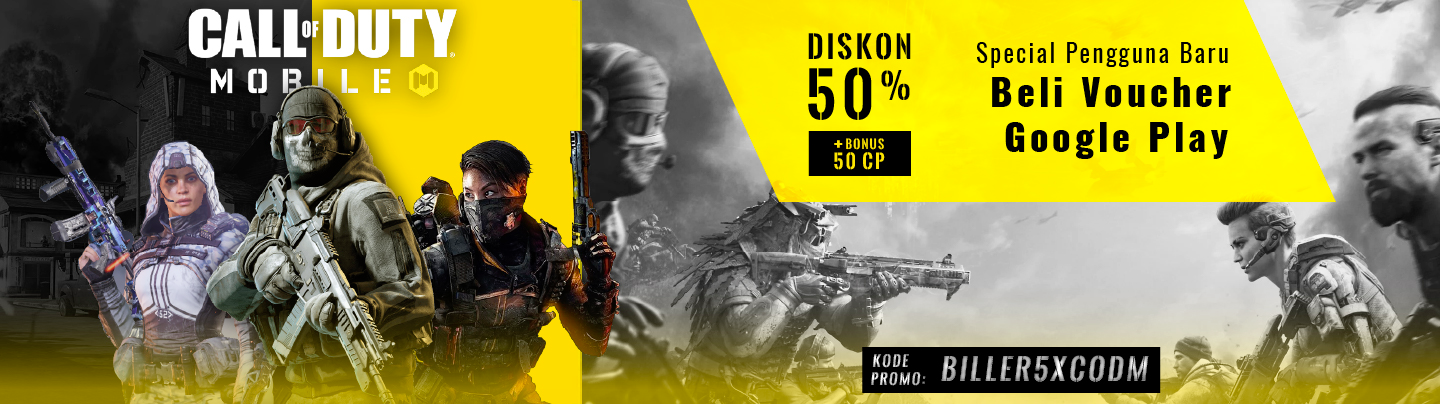 CALL OF DUTY
MOBILE
DISKON
50%
+BONUS
50 CP
Special Pengguna Baru
Beli Voucher
Google Play
KODE
PROMO:
BILLER5XCODM